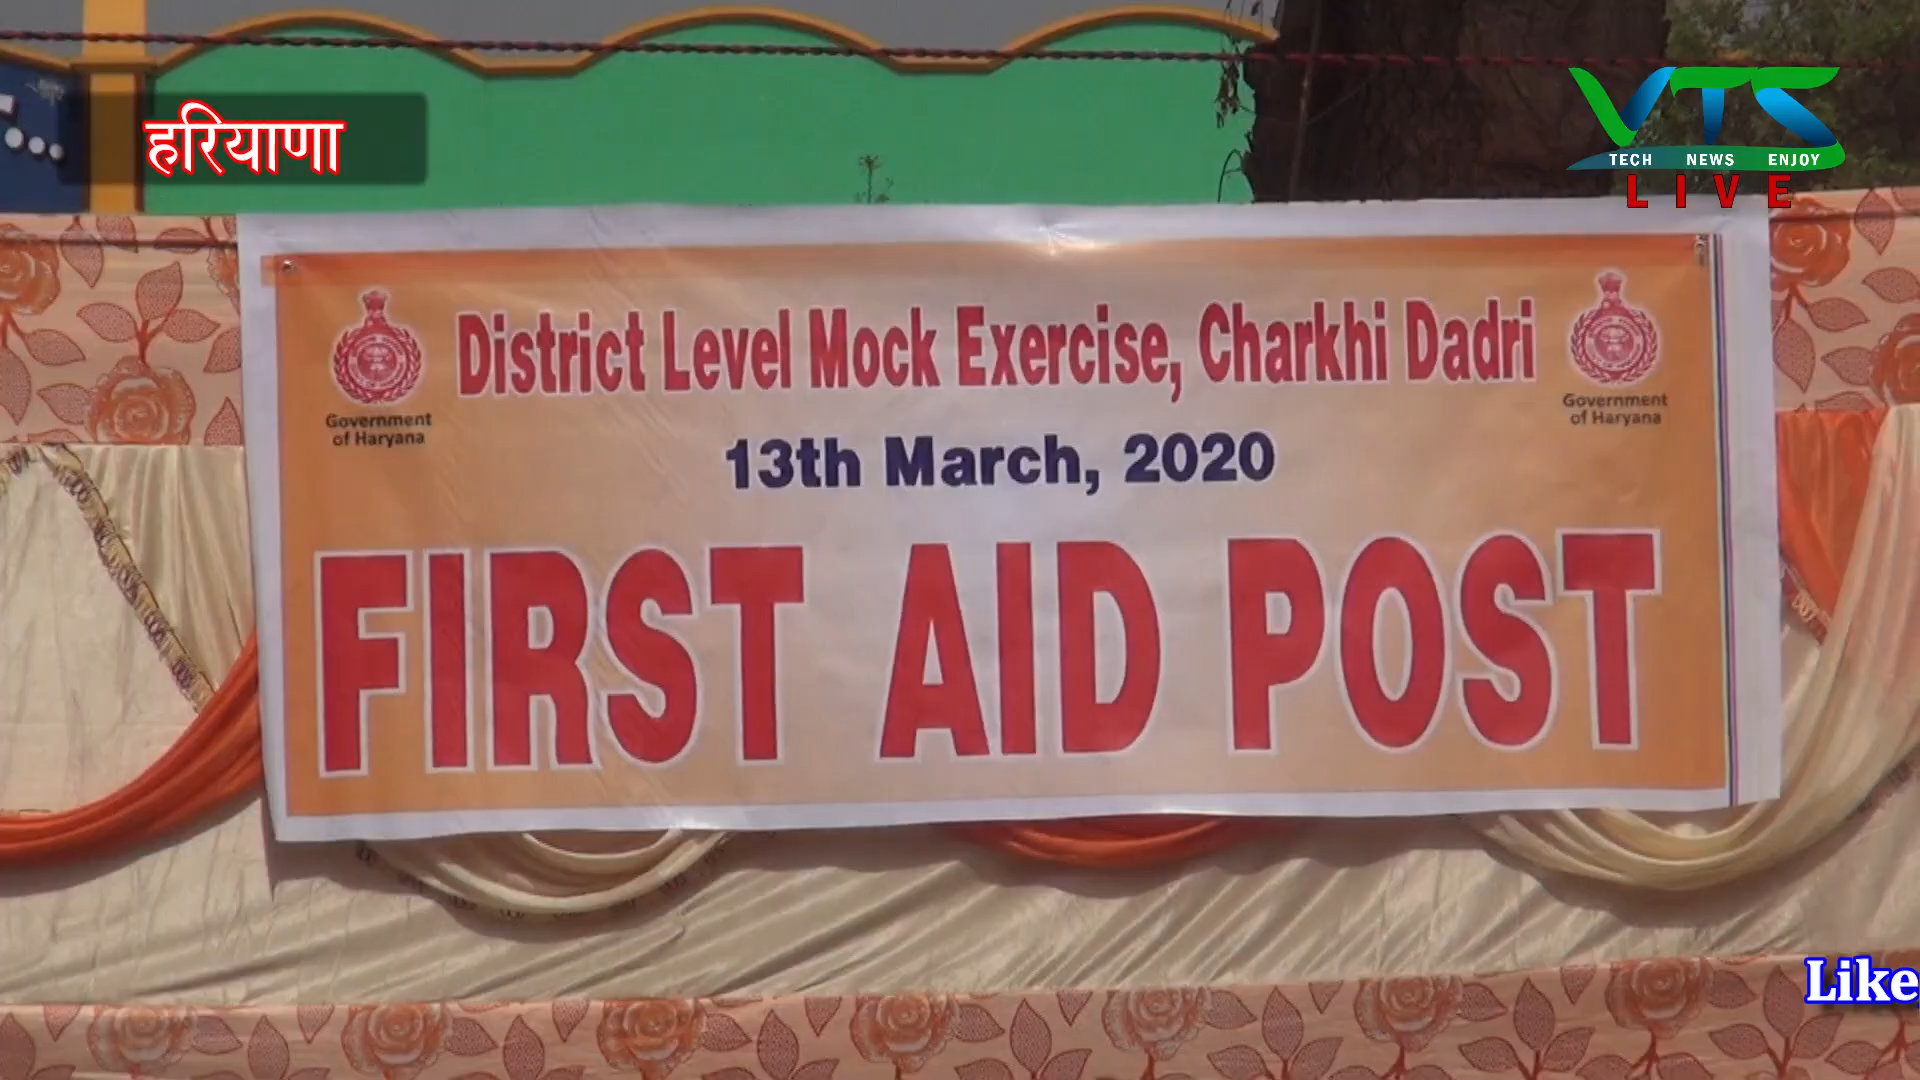 हरियाणा
VTS
TECH NEWS ENJOY
LIVE
District Level Mock Exercise, Charkhi Dadri
Government
of Haryana
Government
of Haryana
13th March, 2020
FIRST AID POST
Like